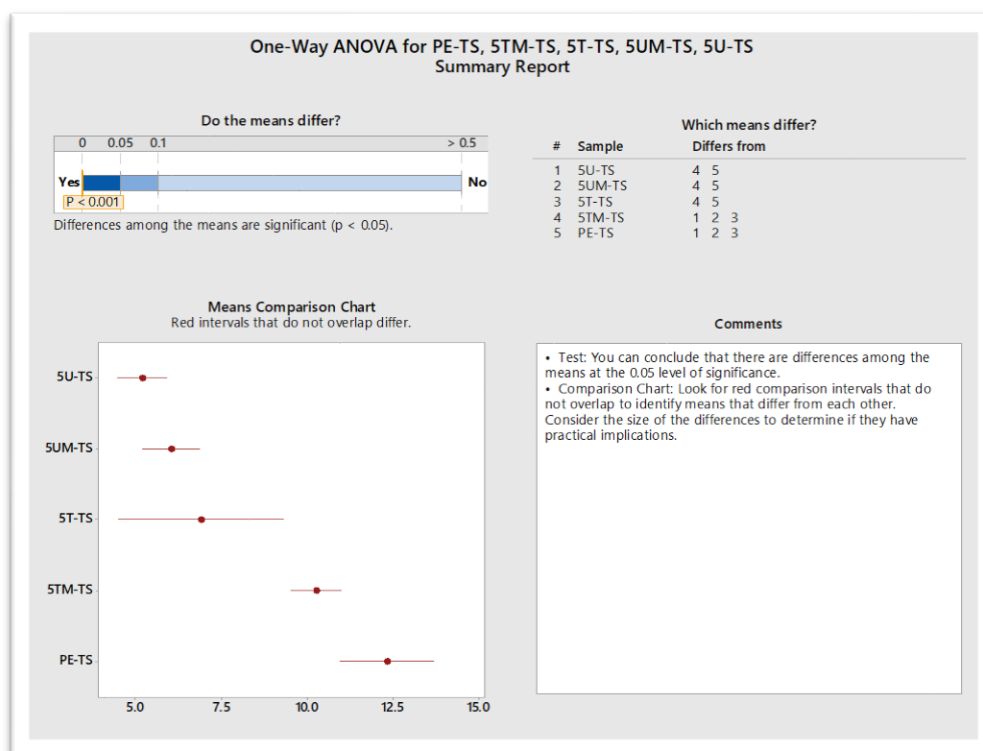 One-Way ANOVA for PE-TS, 5TM-TS, 5T-TS, 5UM-TS, 5U-TS
Summary Report
Do the means differ?
0 0.05 0.1 > 0.5
Yes No
P < 0.001
Differences among the means are significant (p < 0.05).
Which means differ?
# Sample Differs from
1 5U-TS 4 5
2 5UM-TS 4 5
3 5T-TS 4 5
4 5TM-TS 1 2 3
5 PE-TS 1 2 3
Means Comparison Chart
Red intervals that do not overlap differ.
5U-TS
5UM-TS
5T-TS
5TM-TS
PE-TS
5.0 7.5 10.0 12.5 15.0
Comments
• Test: You can conclude that there are differences among the
means at the 0.05 level of significance.
• Comparison Chart: Look for red comparison intervals that do
not overlap to identify means that differ from each other.
Consider the size of the differences to determine if they have
practical implications.